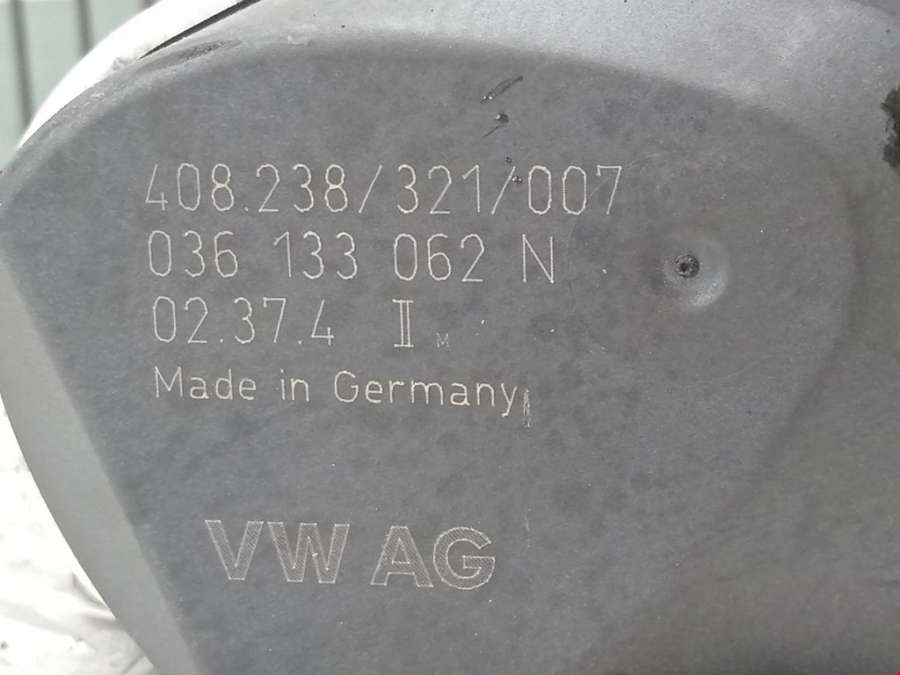 408.238/321/007
036 133 062 N
02.37.4 II M
Made in Germany
VW AG